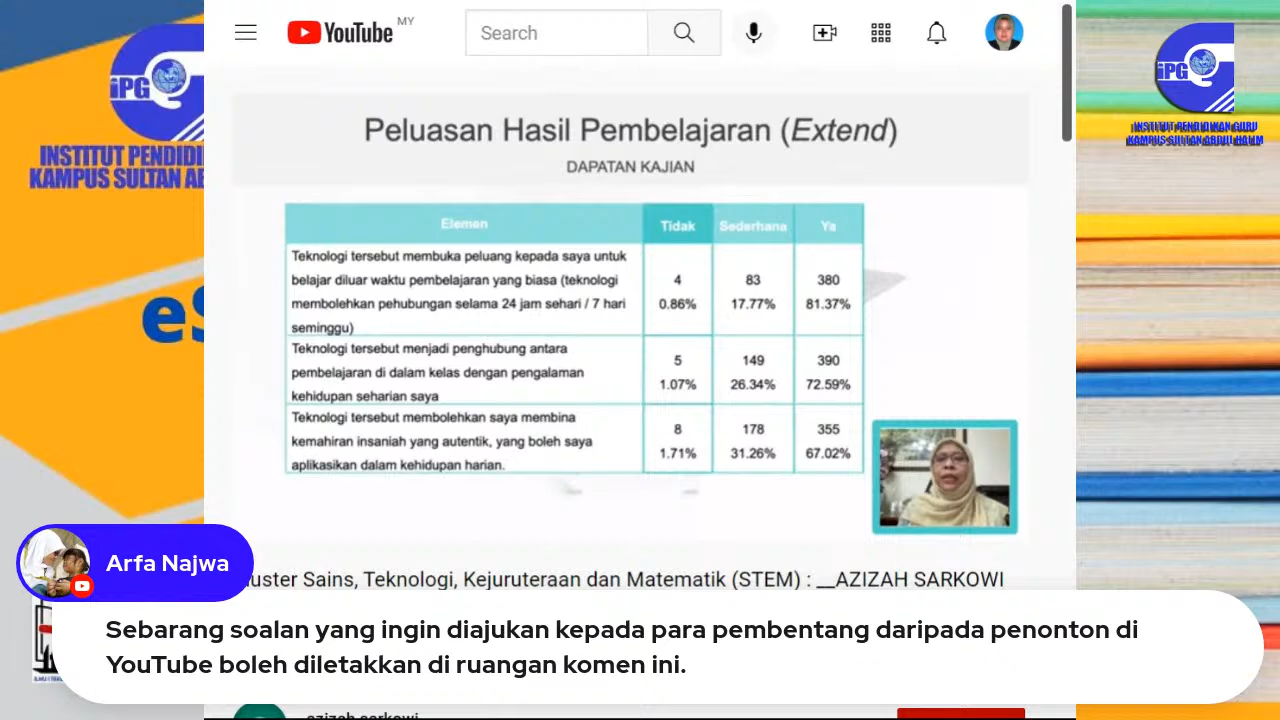 YouTube
MY
Search
iPG
INSTITUT PENDIDI
KAMPUS SULTAN AB
iPG
INSTITUT PENDIDIKAN GURU
KAMPUS SULTAN ABDUL HALIM
eS
Peluasan Hasil Pembelajaran (Extend)
DAPATAN KAJIAN
Elemen Tidak Sederhana Ya
Teknologi tersebut membuka peluang kepada saya untuk
belajar diluar waktu pembelajaran yang biasa (teknologi
membolehkan pehubungan selama 24 jam sehari / 7 hari
seminggu)
4 83 380
0.86% 17.77% 81.37%
Teknologi tersebut menjadi penghubung antara
pembelajaran di dalam kelas dengan pengalaman
kehidupan seharian saya
5 149 390
1.07% 26.34% 72.59%
Teknologi tersebut membolehkan saya membina
kemahiran insaniah yang autentik, yang boleh saya
aplikasikan dalam kehidupan harian.
8 178 355
1.71% 31.26% 67.02%
Arfa Najwa
uster Sains, Teknologi, Kejuruteraan dan Matematik (STEM) : __AZIZAH SARKOWI
Sebarang soalan yang ingin diajukan kepada para pembentang daripada penonton di
YouTube boleh diletakkan di ruangan komen ini.
azizah sarkowi